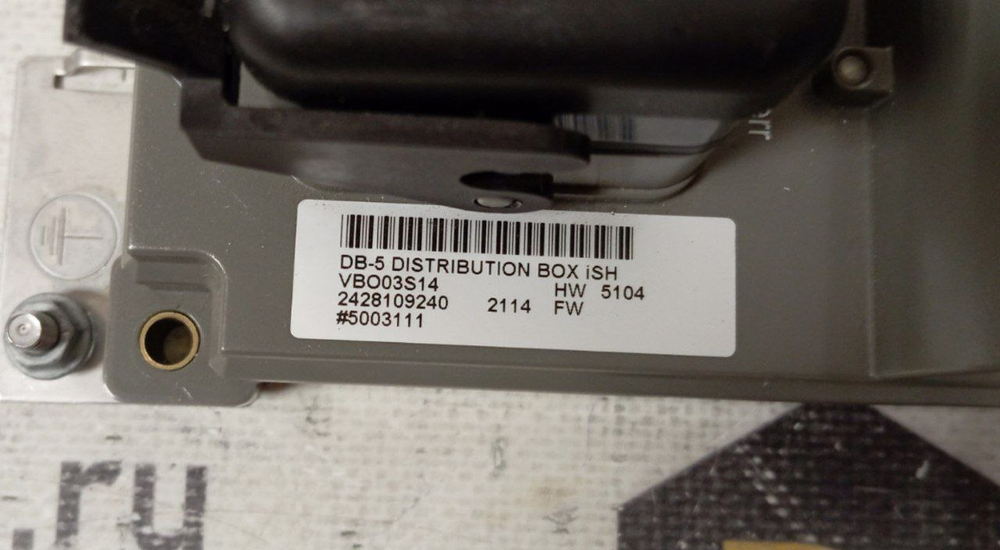 DB-5 DISTRIBUTION BOX iSH
VBO03S14 HW 5104
2428109240 2114 FW
#5003111
.ru